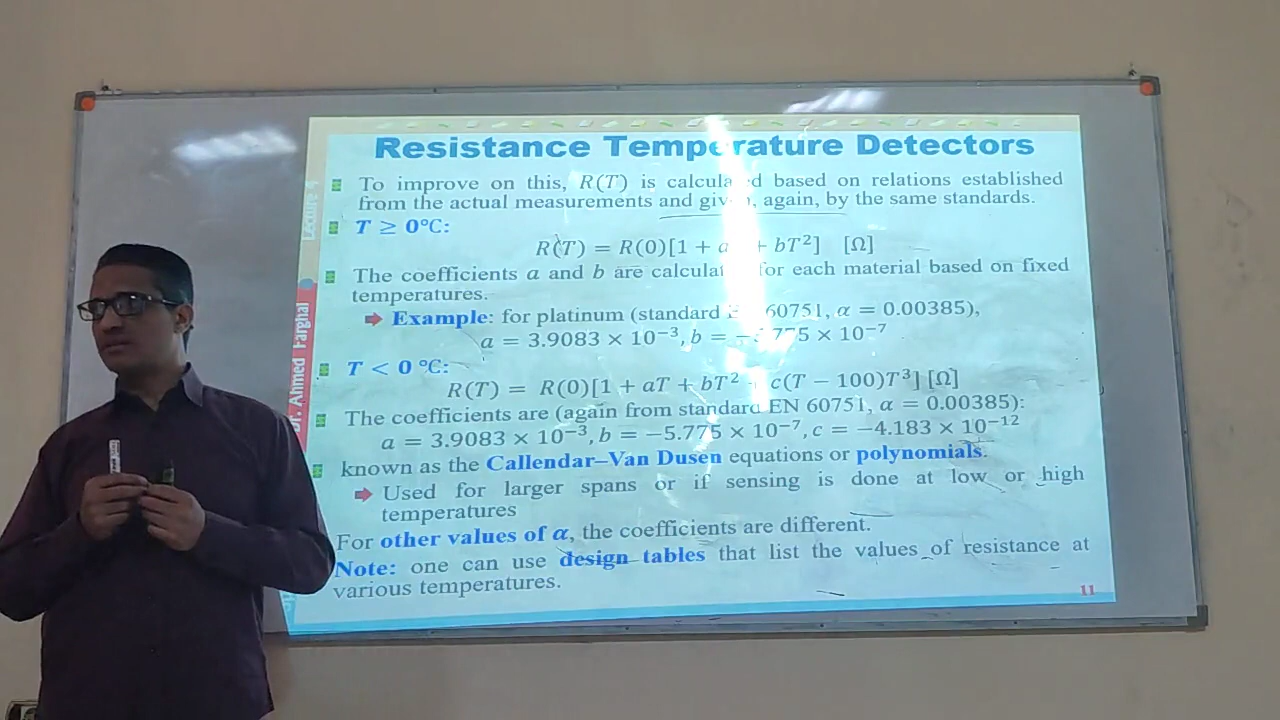 Resistance Temperature Detectors
To improve on this, R(T) is calcula d based on relations established
from the actual measurements and giv , again, by the same standards.
T ≥ 0°C:
R(T) = R(0)[1 + a + bT²] [Ω]
The coefficients a and b are calculat for each material based on fixed
temperatures.
Example: for platinum (standard 60751, α = 0.00385),
a = 3.9083 × 10⁻³, b = − 775 × 10⁻⁷
T < 0 °C:
R(T) = R(0)[1 + aT + bT² c(T − 100)T³] [Ω]
The coefficients are (again from standard EN 60751, α = 0.00385):
a = 3.9083 × 10⁻³, b = −5.775 × 10⁻⁷, c = −4.183 × 10⁻¹²
known as the Callendar–Van Dusen equations or polynomials.
Used for larger spans or if sensing is done at low or high
temperatures
For other values of α, the coefficients are different.
Note: one can use design tables that list the values of resistance at
various temperatures.
11
Lecture
Dr. Ahmed Farghal